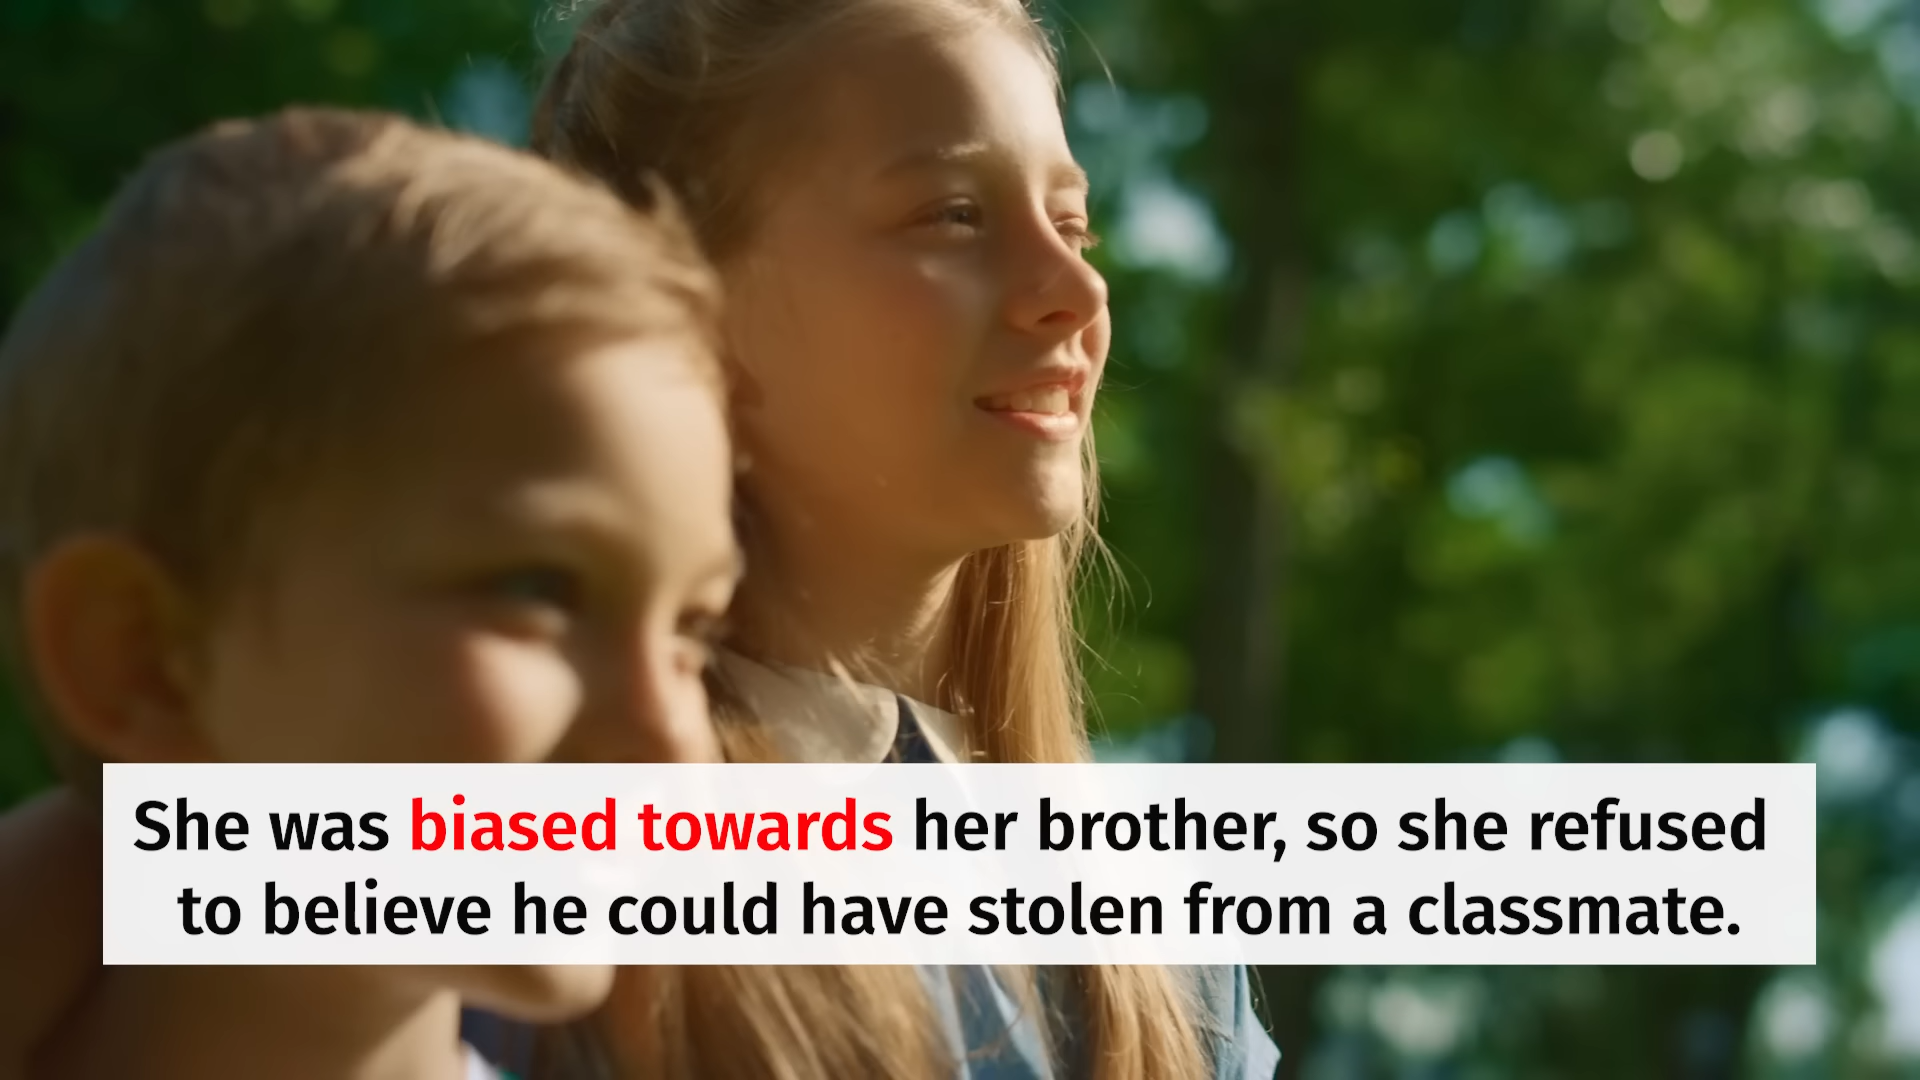 She was biased towards her brother, so she refused
to believe he could have stolen from a classmate.